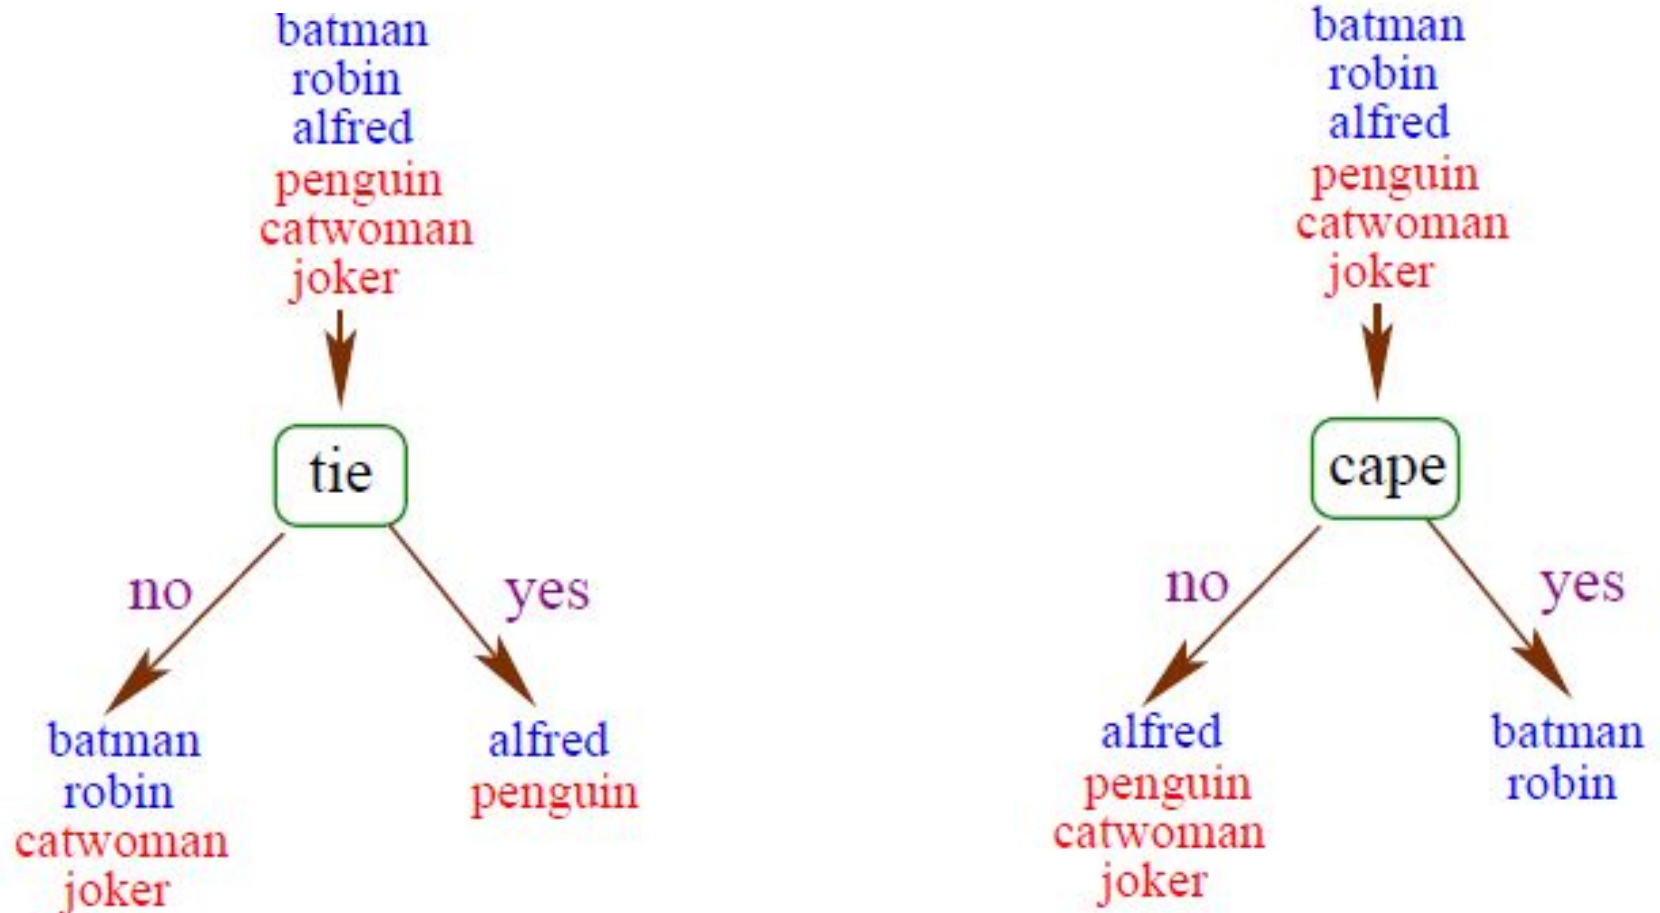 batman
robin
alfred
penguin
catwoman
joker
tie
no
yes
batman
robin
catwoman
joker
alfred
penguin
batman
robin
alfred
penguin
catwoman
joker
cape
no
yes
alfred
penguin
catwoman
joker
batman
robin